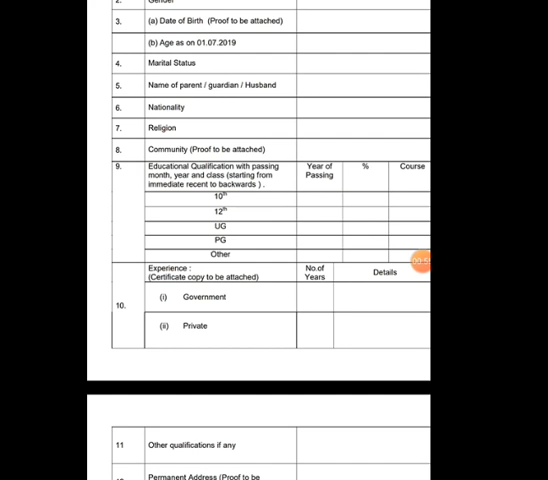 2. Gender
3. (a) Date of Birth (Proof to be attached)
(b) Age as on 01.07.2019
4. Marital Status
5. Name of parent / guardian / Husband
6. Nationality
7. Religion
8. Community (Proof to be attached)
9. Educational Qualification with passing month, year and class (starting from immediate recent to backwards ). Year of Passing % Course
10th
12th
UG
PG
Other
00:5
10. Experience : (Certificate copy to be attached) No.of Years Details
(i) Government
(ii) Private
11 Other qualifications if any
Permanent Address (Proof to be